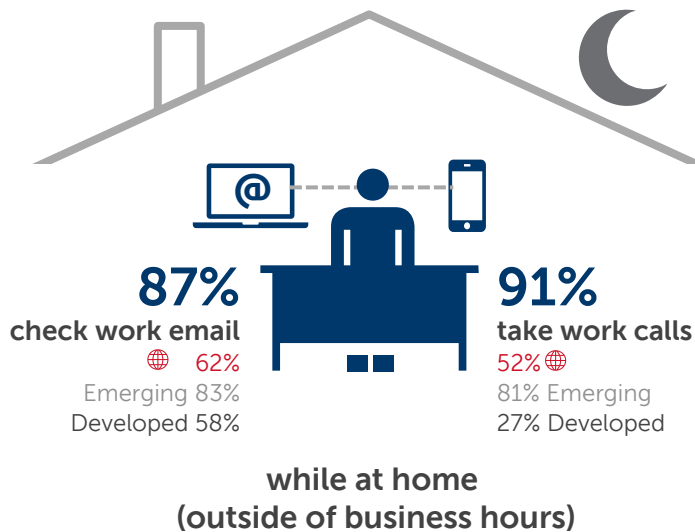 @
87%
check work email
62%
Emerging 83%
Developed 58%
91%
take work calls
52%
81% Emerging
27% Developed
while at home
(outside of business hours)